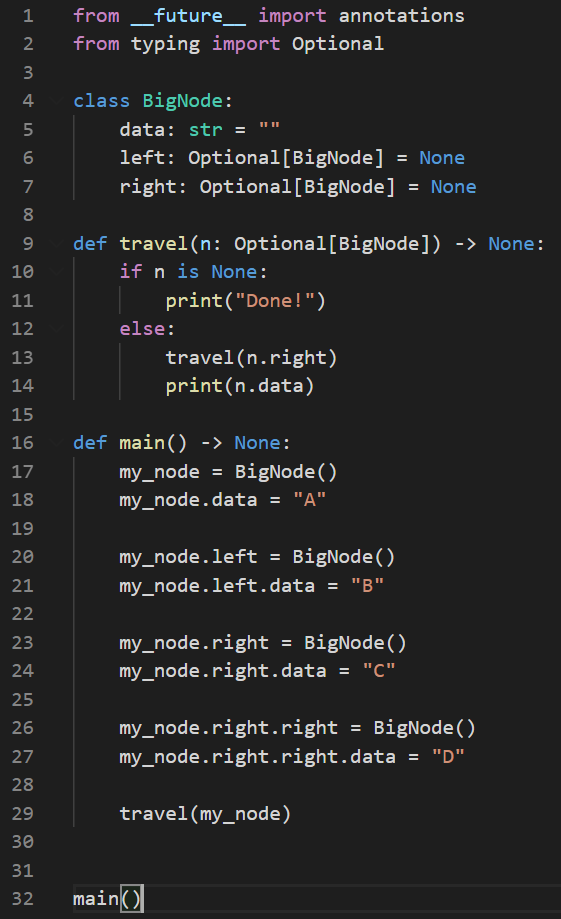 1 from __future__ import annotations
2 from typing import Optional
3
4 class BigNode:
5     data: str = ""
6     left: Optional[BigNode] = None
7     right: Optional[BigNode] = None
8
9 def travel(n: Optional[BigNode]) -> None:
10     if n is None:
11         print("Done!")
12     else:
13         travel(n.right)
14         print(n.data)
15
16 def main() -> None:
17     my_node = BigNode()
18     my_node.data = "A"
19
20     my_node.left = BigNode()
21     my_node.left.data = "B"
22
23     my_node.right = BigNode()
24     my_node.right.data = "C"
25
26     my_node.right.right = BigNode()
27     my_node.right.right.data = "D"
28
29     travel(my_node)
30
31
32 main()